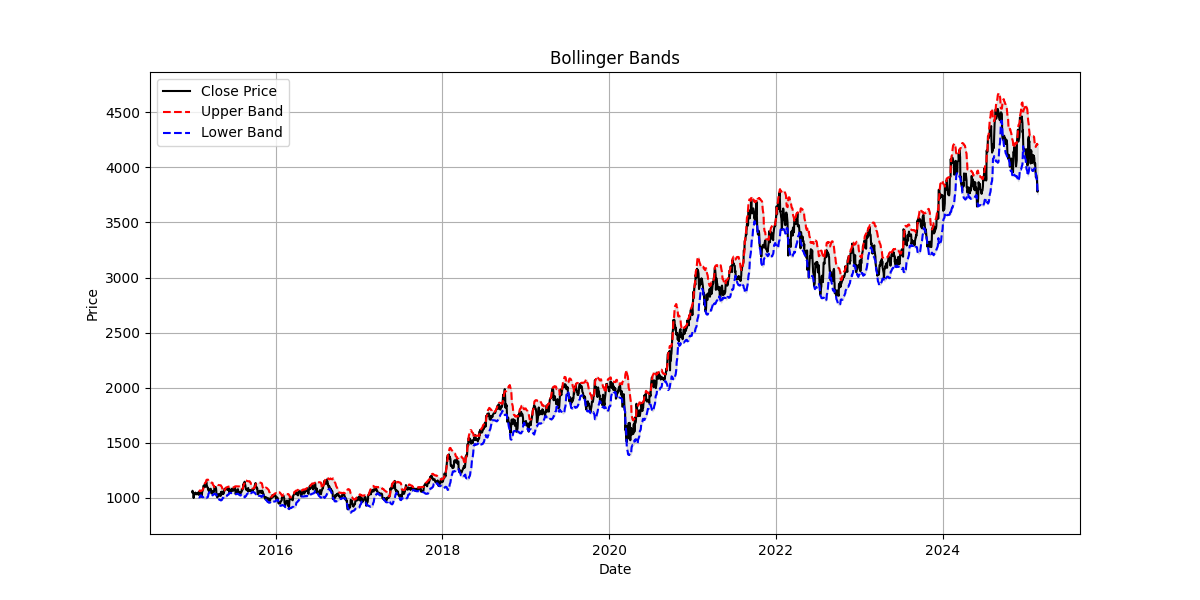 Bollinger Bands
Close Price
Upper Band
Lower Band
4500
4000
3500
3000
2500
2000
1500
1000
Price
2016 2018 2020 2022 2024
Date